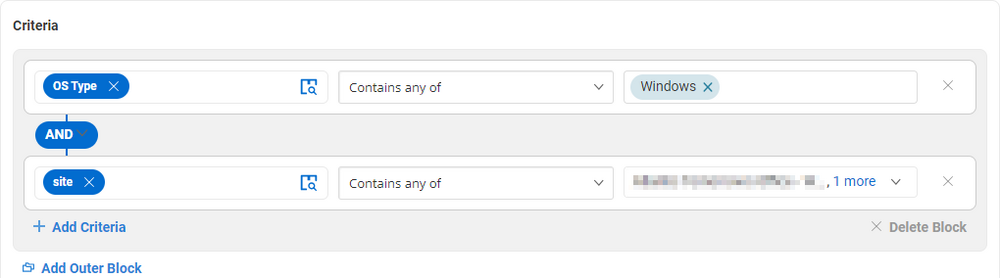 Criteria
OS Type Contains any of Windows
AND
site Contains any of , 1 more
Add Criteria Delete Block
Add Outer Block